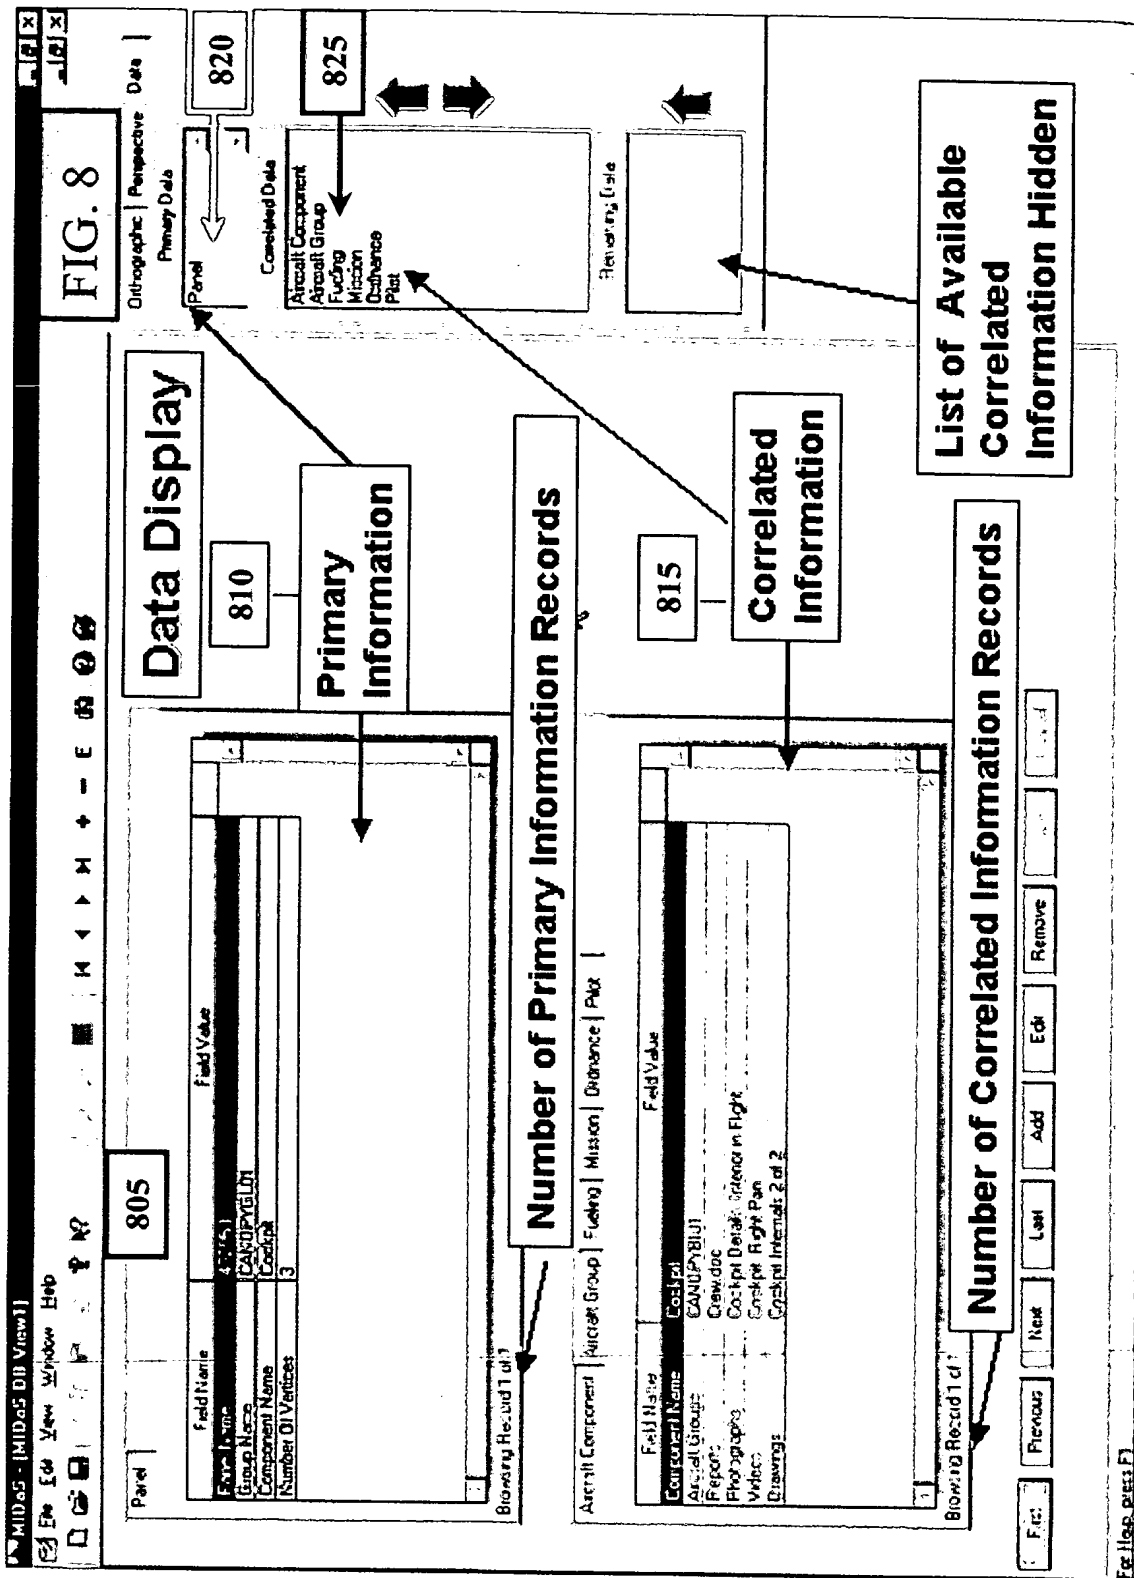 MIDaS - [MIDaS DB View1]
File Edit View Window Help
E
805
FIG. 8
Data Display
Orthographic Perspective Data
Primary Data
Panel
820
Correlated Data
Aircraft Component
Aircraft Group
Fueling
Mission
Ordnance
Pilot
825
Remaining Data
List of Available
Correlated
Information Hidden
Panel
Field Name Field Value
Group Name CANOPYGL01
Component Name Cockpit
Number Of Vertices 3
Browsing Record 1 of 1
810
Primary
Information
Number of Primary Information Records
Aircraft Component Aircraft Group Fueling Mission Ordnance Pilot
Field Name Field Value
Component Name Cockpit
Aircraft Groups
Reports Crew.doc
Photographs Cockpit Details Interior in Flight
Videos Cockpit Right Pan
Drawings Cockpit Internals 2 of 2
Browsing Record 1 of
815
Correlated
Information
Number of Correlated Information Records
First Previous Next Last Add Edit Remove
For Help, press F1